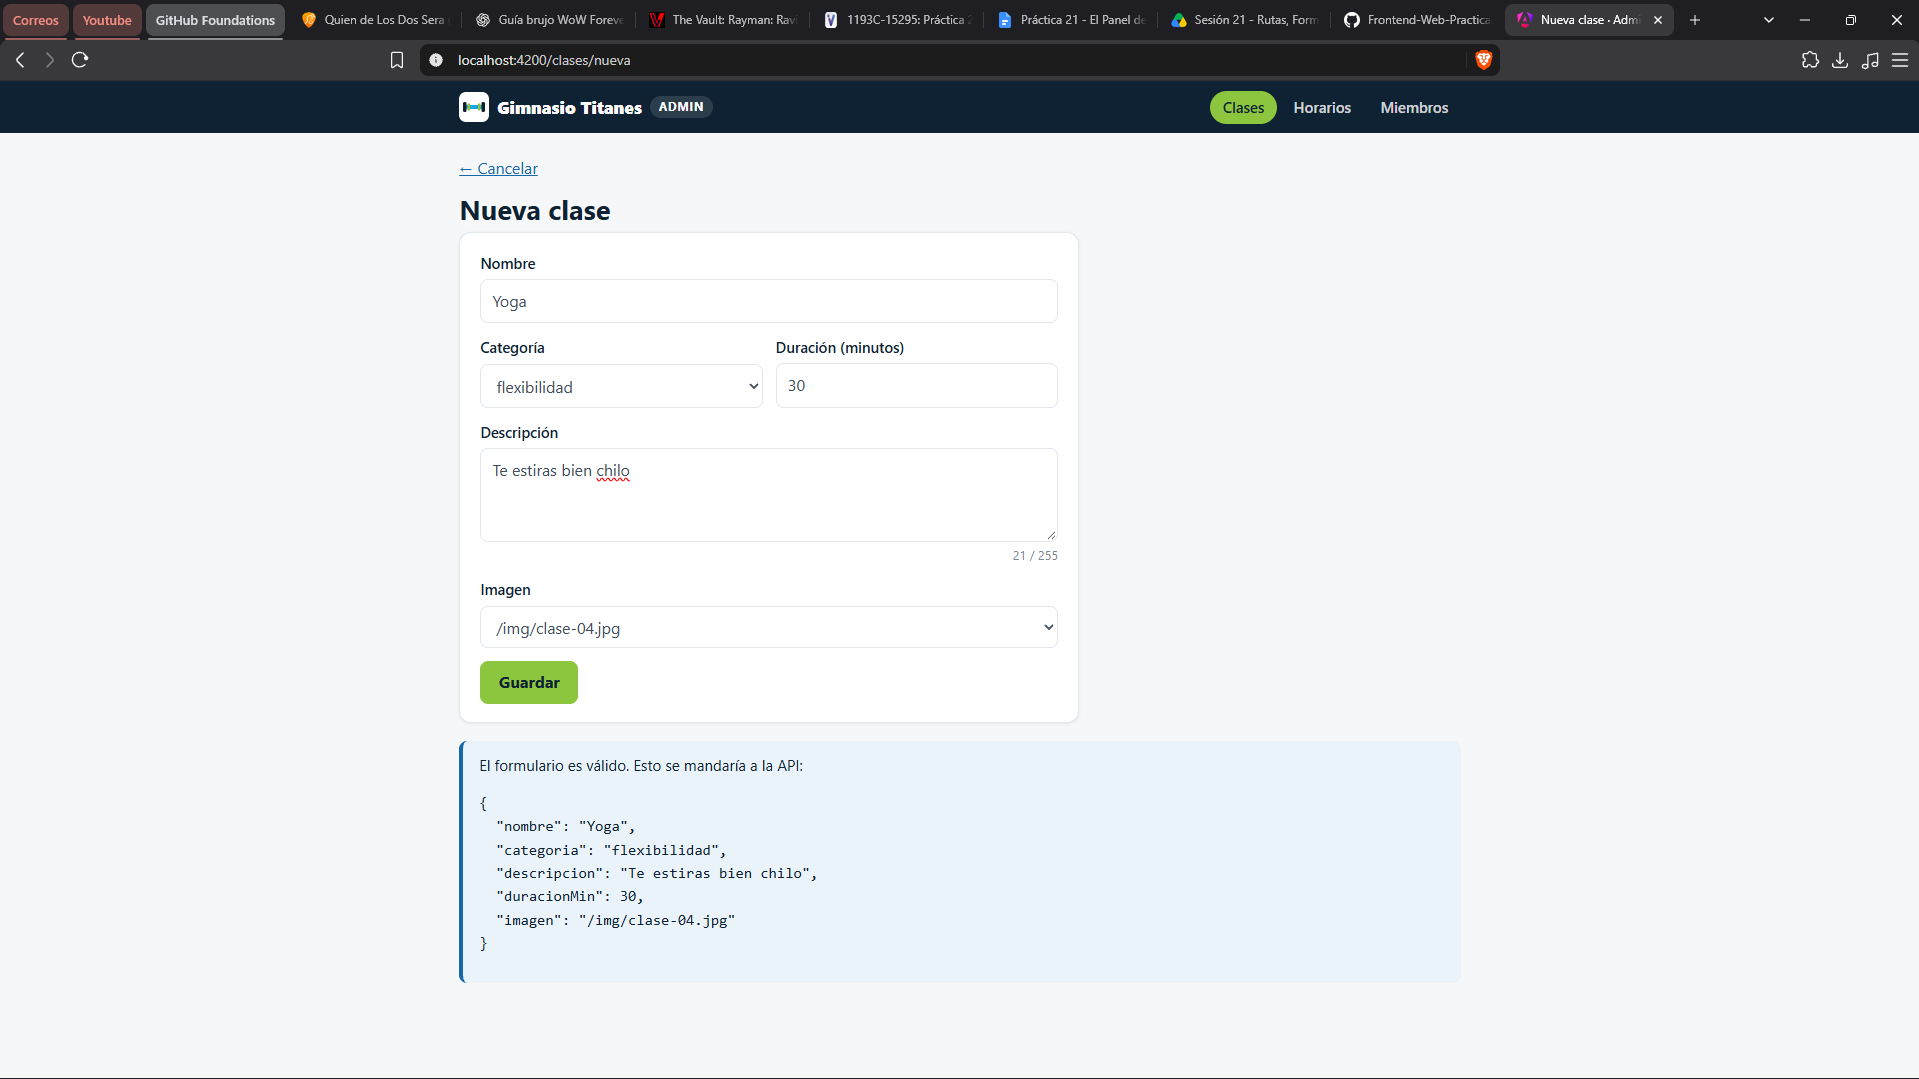 Correos
Youtube
GitHub Foundations
Quien de Los Dos Sera
Guía brujo WoW Foreve
The Vault: Rayman: Ravi
1193C-15295: Práctica 2
Práctica 21 - El Panel de
Sesión 21 - Rutas, Form
Frontend-Web-Practica
Nueva clase · Admi
localhost:4200/clases/nueva
Gimnasio Titanes ADMIN
Clases Horarios Miembros
← Cancelar
Nueva clase
Nombre
Yoga
Categoría Duración (minutos)
flexibilidad 30
Descripción
Te estiras bien chilo
21 / 255
Imagen
/img/clase-04.jpg
Guardar
El formulario es válido. Esto se mandaría a la API:
{
"nombre": "Yoga",
"categoria": "flexibilidad",
"descripcion": "Te estiras bien chilo",
"duracionMin": 30,
"imagen": "/img/clase-04.jpg"
}